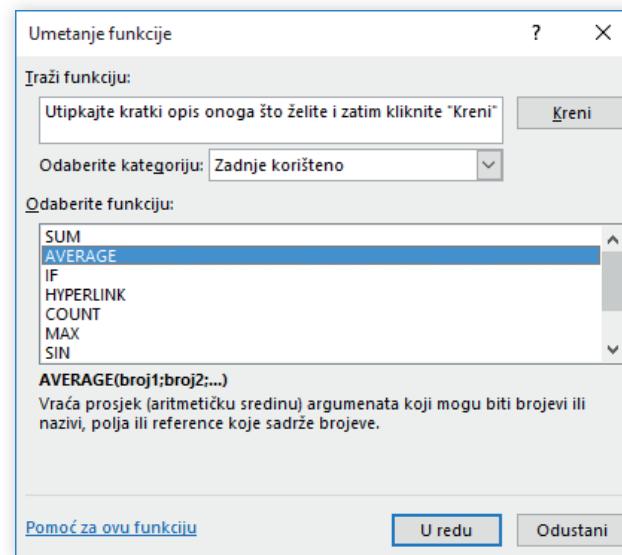 Umetanje funkcije ?
Traži funkciju:
Utipkajte kratki opis onoga što želite i zatim kliknite "Kreni"
Kreni
Odaberite kategoriju: Zadnje korišteno
Odaberite funkciju:
SUM
AVERAGE
IF
HYPERLINK
COUNT
MAX
SIN
AVERAGE(broj1;broj2;...)
Vraća prosjek (aritmetičku sredinu) argumenata koji mogu biti brojevi ili
nazivi, polja ili reference koje sadrže brojeve.
Pomoć za ovu funkciju
U redu
Odustani